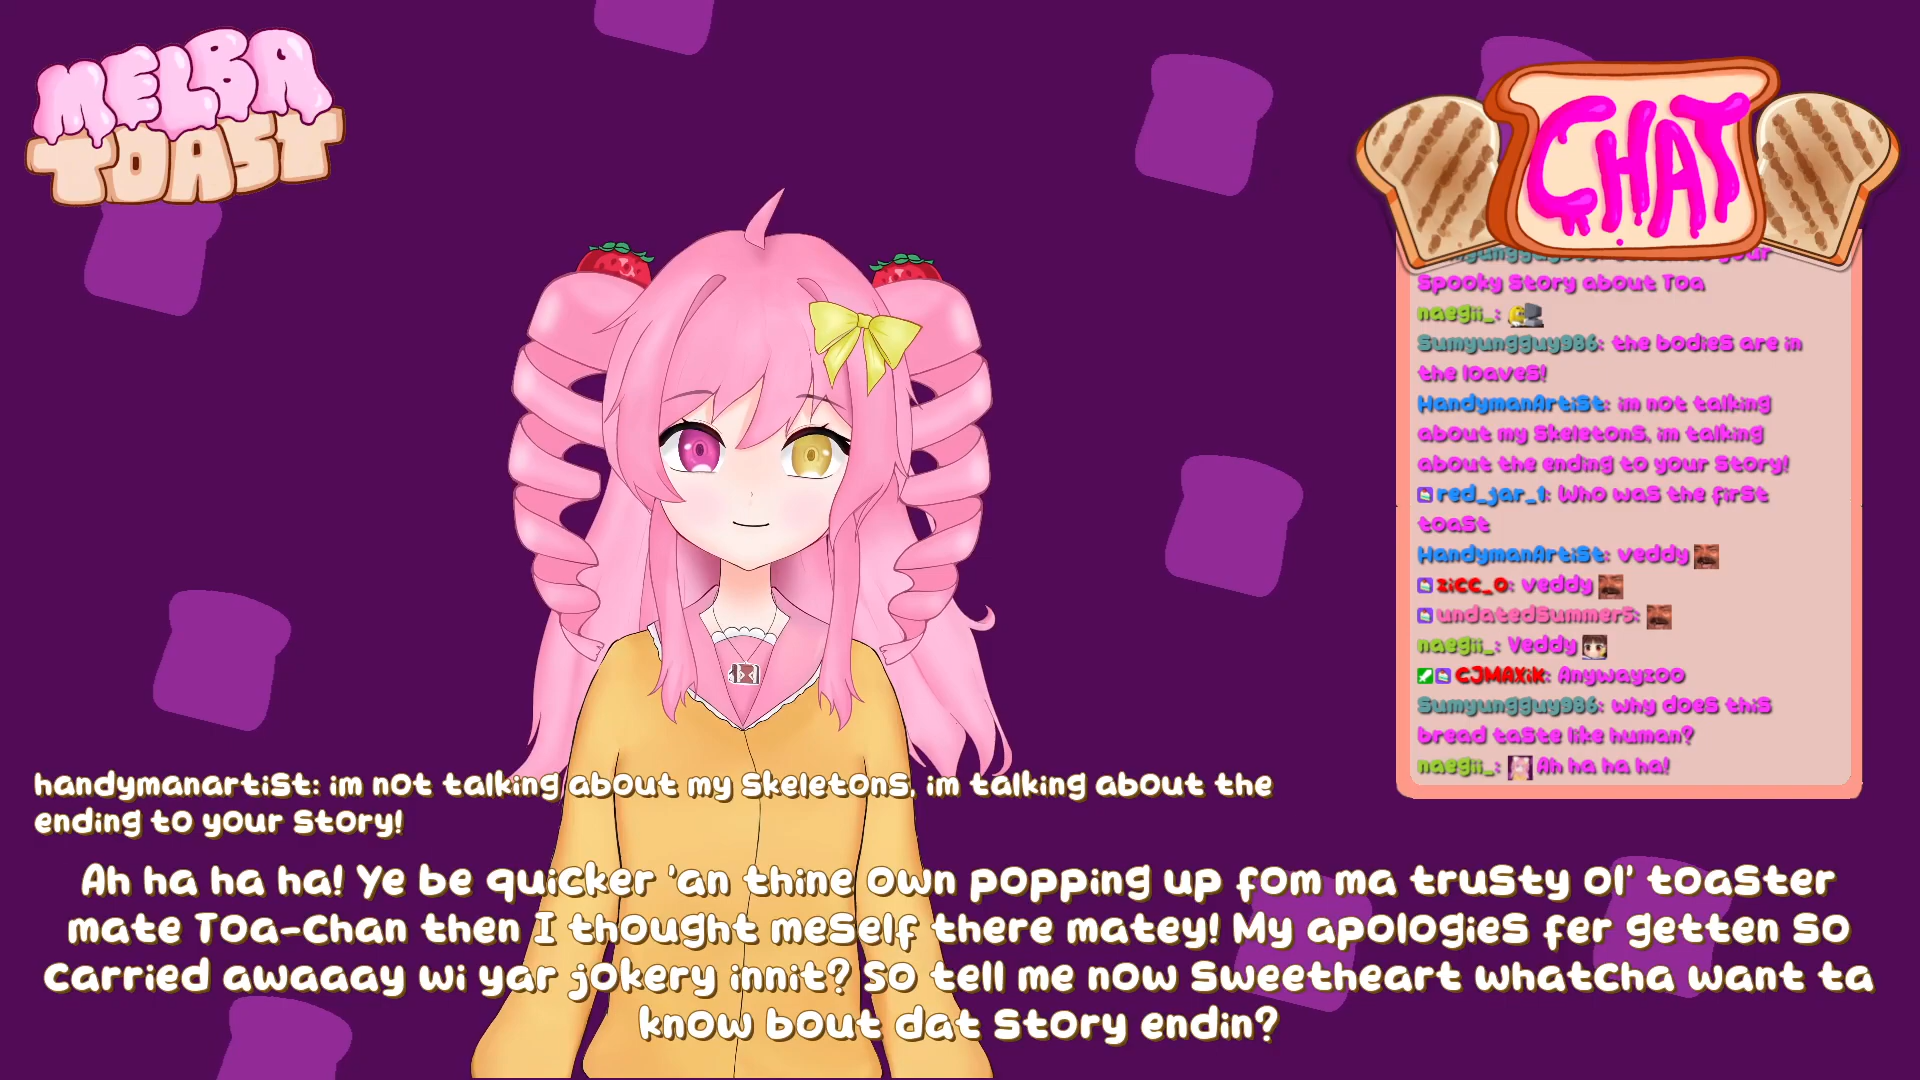 MELBA
TOAST
CHAT
your
Spooky Story about Toa
naegii_:
Sumyungguy986: the bodies are in
the loaves!
HandymanArtist: im not talking
about my skeletons, im talking
about the ending to your story!
red_jar_1: Who was the first
toast
HandymanArtist: veddy
zicc_0: veddy
undatedSummer5:
naegii_: Veddy
CJMAXiK: Anywayzoo
Sumyungguy986: why does this
bread taste like human?
naegii_: Ah ha ha ha!
handymanartist: im not talking about my skeletons, im talking about the
ending to your story!
Ah ha ha ha! Ye be quicker 'an thine own popping up fom ma trusty ol' toaster
mate Toa-Chan then I thought meself there matey! My apologies fer getten so
carried awaaay wi yar jokery innit? So tell me now sweetheart whatcha want ta
know bout dat story endin?